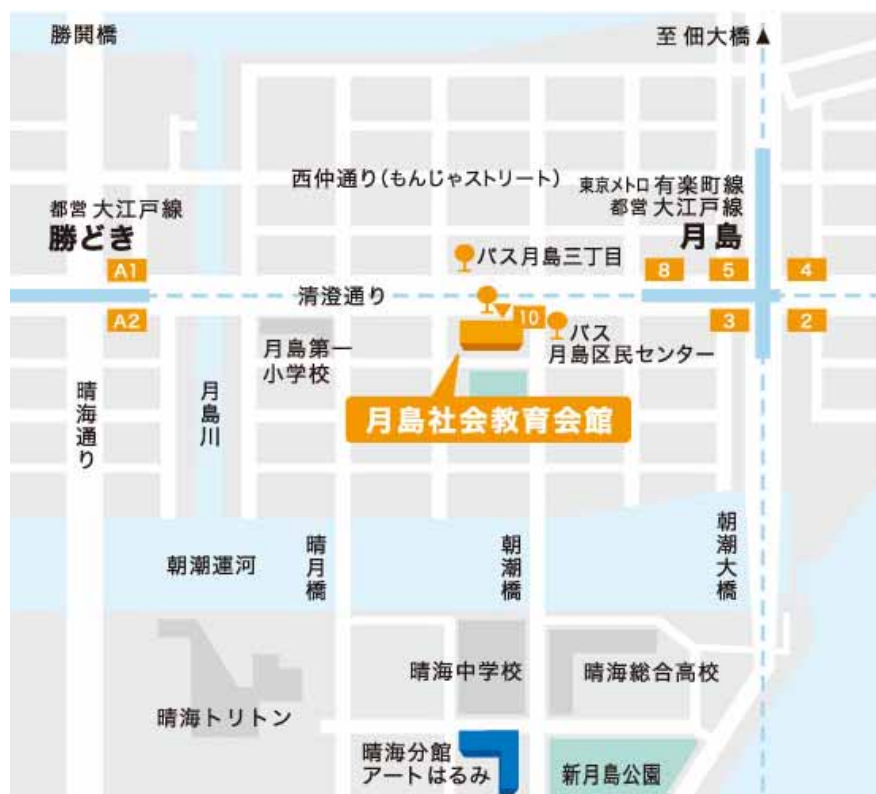 勝鬨橋
至 佃大橋▲
西仲通り(もんじゃストリート)
東京メトロ 有楽町線
都営 大江戸線
月島
都営 大江戸線
勝どき
バス月島三丁目
A1
8
5
4
清澄通り
A2
10
3
2
バス
月島区民センター
月島第一
小学校
月島社会教育会館
晴海通り
月島川
朝潮運河
晴月橋
朝潮橋
朝潮大橋
晴海中学校
晴海総合高校
晴海トリトン
晴海分館
アートはるみ
新月島公園